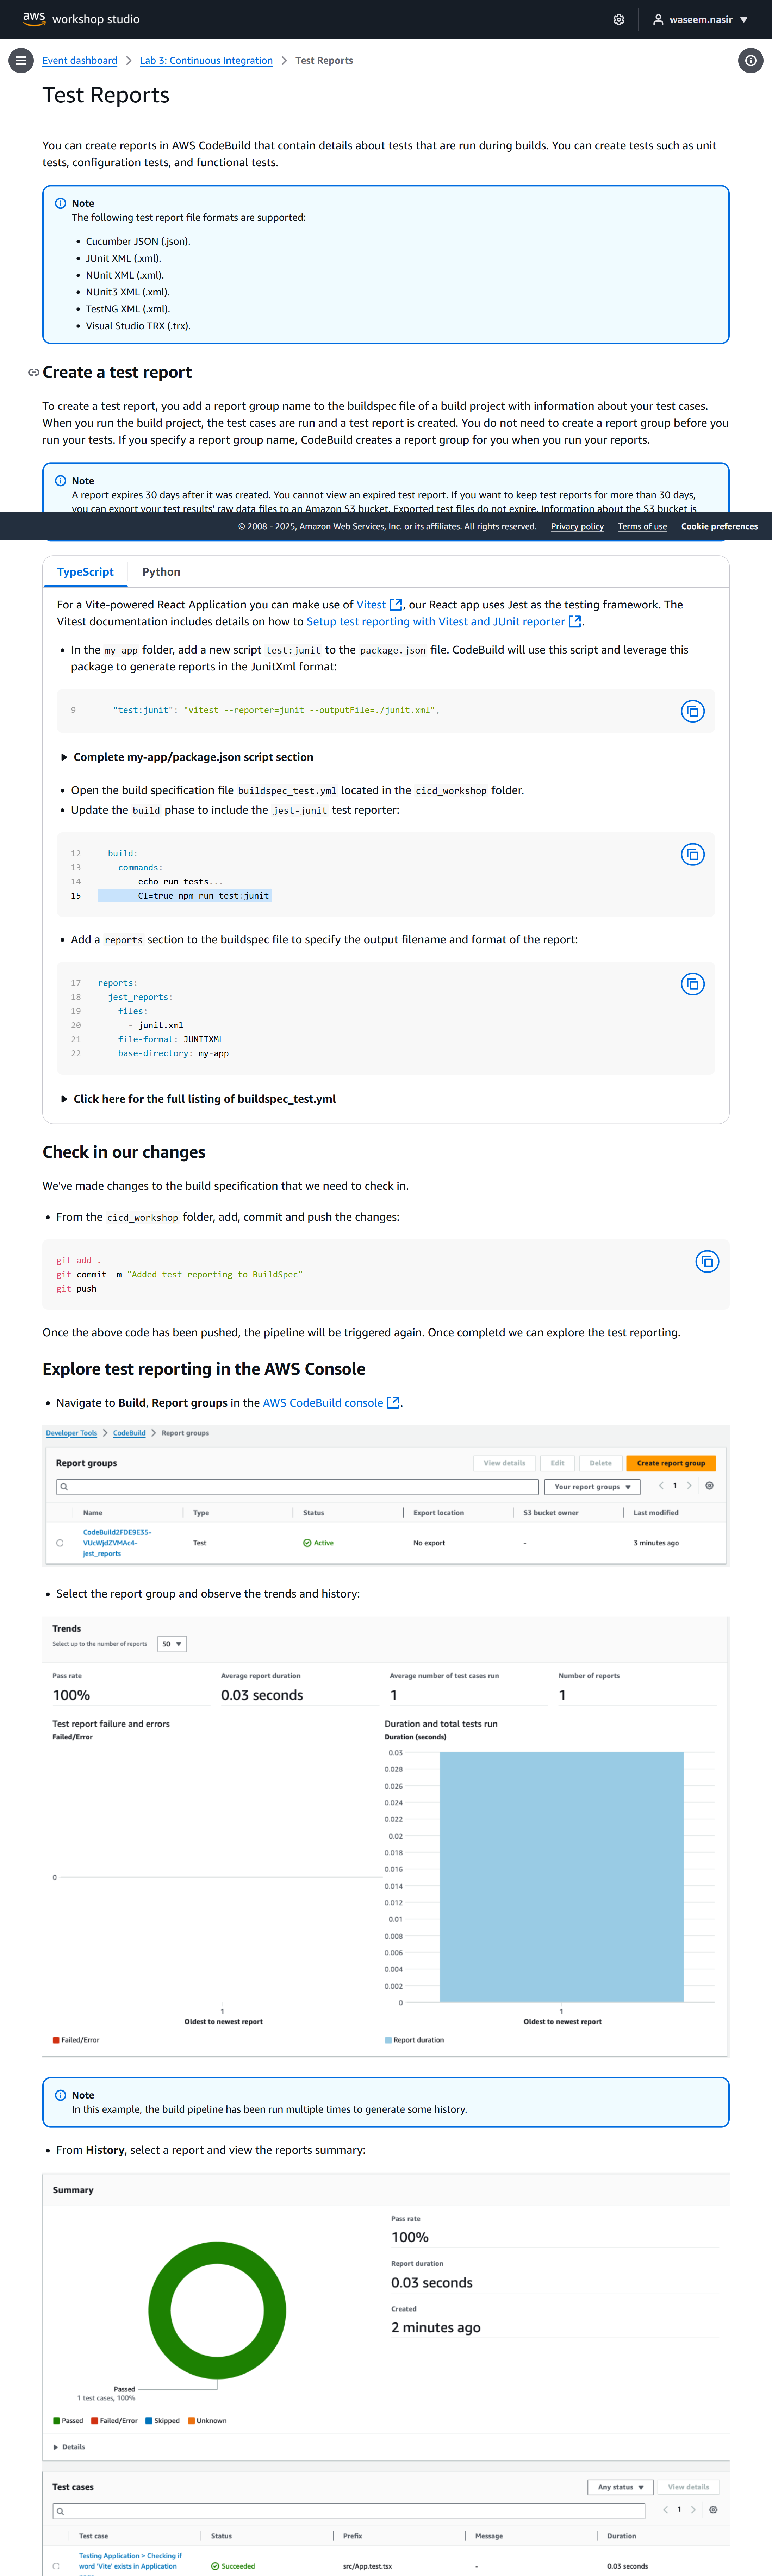 aws workshop studio
waseem.nasir
Event dashboard > Lab 3: Continuous Integration > Test Reports
Test Reports
You can create reports in AWS CodeBuild that contain details about tests that are run during builds. You can create tests such as unit
tests, configuration tests, and functional tests.
Note
The following test report file formats are supported:
• Cucumber JSON (.json).
• JUnit XML (.xml).
• NUnit XML (.xml).
• NUnit3 XML (.xml).
• TestNG XML (.xml).
• Visual Studio TRX (.trx).
Create a test report
To create a test report, you add a report group name to the buildspec file of a build project with information about your test cases.
When you run the build project, the test cases are run and a test report is created. You do not need to create a report group before you
run your tests. If you specify a report group name, CodeBuild creates a report group for you when you run your reports.
Note
A report expires 30 days after it was created. You cannot view an expired test report. If you want to keep test reports for more than 30 days,
you can export your test results' raw data files to an Amazon S3 bucket. Exported test files do not expire. Information about the S3 bucket is
© 2008 - 2025, Amazon Web Services, Inc. or its affiliates. All rights reserved. Privacy policy Terms of use Cookie preferences
TypeScript Python
For a Vite-powered React Application you can make use of Vitest, our React app uses Jest as the testing framework. The
Vitest documentation includes details on how to Setup test reporting with Vitest and JUnit reporter.
• In the my-app folder, add a new script test:junit to the package.json file. CodeBuild will use this script and leverage this
package to generate reports in the JunitXml format:
9 "test:junit": "vitest --reporter=junit --outputFile=./junit.xml",
Complete my-app/package.json script section
• Open the build specification file buildspec_test.yml located in the cicd_workshop folder.
• Update the build phase to include the jest-junit test reporter:
12 build:
13 commands:
14 - echo run tests...
15 - CI=true npm run test:junit
• Add a reports section to the buildspec file to specify the output filename and format of the report:
17 reports:
18 jest_reports:
19 files:
20 - junit.xml
21 file-format: JUNITXML
22 base-directory: my-app
Click here for the full listing of buildspec_test.yml
Check in our changes
We've made changes to the build specification that we need to check in.
• From the cicd_workshop folder, add, commit and push the changes:
git add .
git commit -m "Added test reporting to BuildSpec"
git push
Once the above code has been pushed, the pipeline will be triggered again. Once completd we can explore the test reporting.
Explore test reporting in the AWS Console
• Navigate to Build, Report groups in the AWS CodeBuild console.
Developer Tools > CodeBuild > Report groups
Report groups View details Edit Delete Create report group
Your report groups 1
Name Type Status Export location S3 bucket owner Last modified
CodeBuild2FDE9E35-
VUcWjdZVMAc4-
jest_reports
Test Active No export - 3 minutes ago
• Select the report group and observe the trends and history:
Trends
Select up to the number of reports 50
Pass rate Average report duration Average number of test cases run Number of reports
100% 0.03 seconds 1 1
Test report failure and errors
Failed/Error
0
1
Oldest to newest report
Failed/Error
Duration and total tests run
Duration (seconds)
0.03
0.028
0.026
0.024
0.022
0.02
0.018
0.016
0.014
0.012
0.01
0.008
0.006
0.004
0.002
0
1
Oldest to newest report
Report duration
Note
In this example, the build pipeline has been run multiple times to generate some history.
• From History, select a report and view the reports summary:
Summary
Pass rate
100%
Report duration
0.03 seconds
Created
2 minutes ago
Passed
1 test cases, 100%
Passed Failed/Error Skipped Unknown
Details
Test cases Any status View details
1
Test case Status Prefix Message Duration
Testing Application > Checking if
word 'Vite' exists in Application
Succeeded src/App.test.tsx - 0.03 seconds